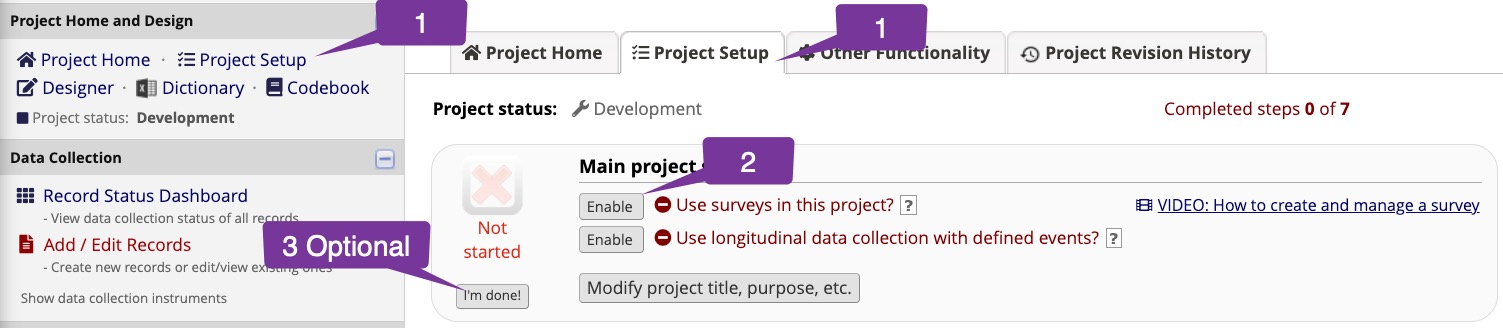 Project Home and Design
1
Project Home · Project Setup
Designer · Dictionary · Codebook
Project status: Development
Data Collection
Record Status Dashboard
- View data collection status of all records
Add / Edit Records
- Create new records or edit/view existing ones
Show data collection instruments
3 Optional
Project Home
Project Setup
1
Other Functionality
Project Revision History
Project status: Development
Completed steps 0 of 7
Not
started
I'm done!
Main project
2
Enable Use surveys in this project? ?
VIDEO: How to create and manage a survey
Enable Use longitudinal data collection with defined events? ?
Modify project title, purpose, etc.